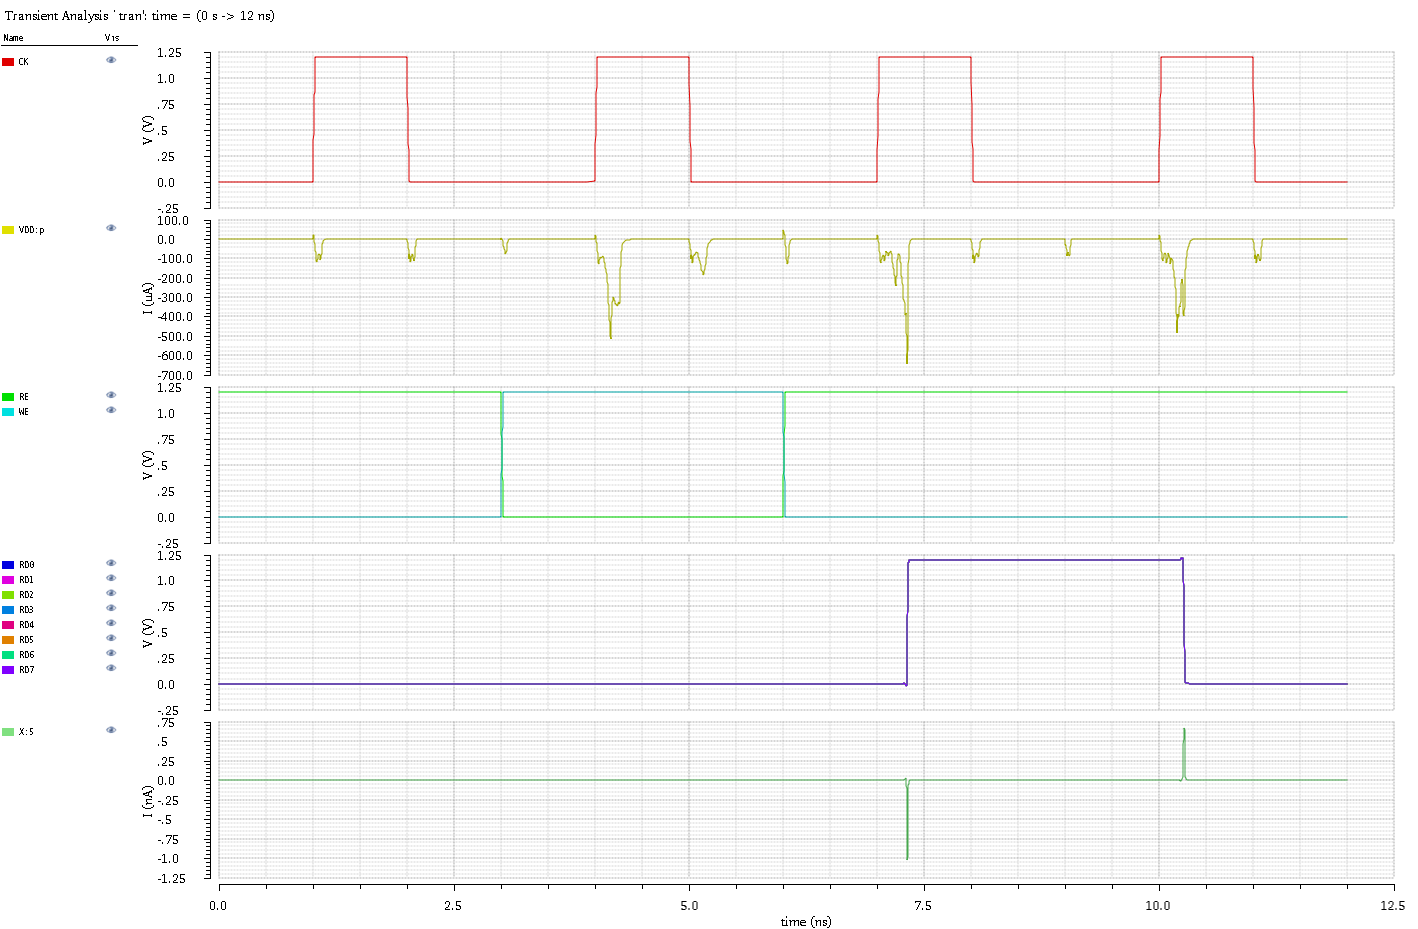 Transient Analysis `tran': time = (0 s -> 12 ns)
Name Vis
CK
1.25
1.0
.75
.5
.25
0.0
-.25
V (V)
VDD:p
100.0
0.0
-100.0
-200.0
-300.0
-400.0
-500.0
-600.0
-700.0
I (uA)
RE
WE
1.25
1.0
.75
.5
.25
0.0
-.25
V (V)
RD0
RD1
RD2
RD3
RD4
RD5
RD6
RD7
1.25
1.0
.75
.5
.25
0.0
-.25
V (V)
X:5
.75
.5
.25
0.0
-.25
-.5
-.75
-1.0
-1.25
I (nA)
0.0 2.5 5.0 7.5 10.0 12.5
time (ns)